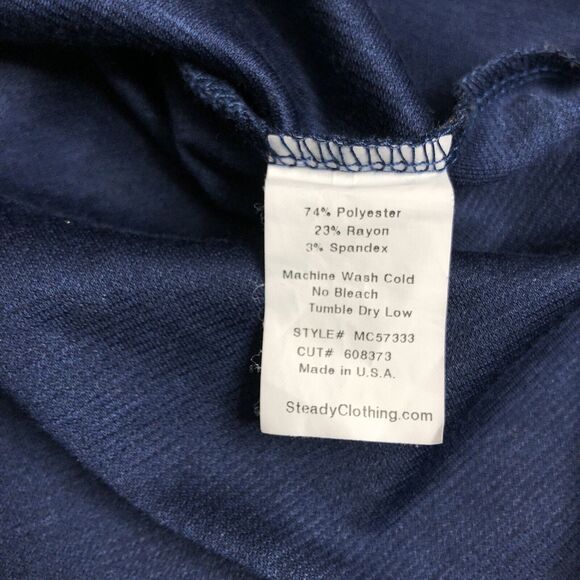 74% Polyester
23% Rayon
3% Spandex
Machine Wash Cold
No Bleach
Tumble Dry Low
STYLE# MC57333
CUT# 608373
Made in U.S.A.
SteadyClothing.com